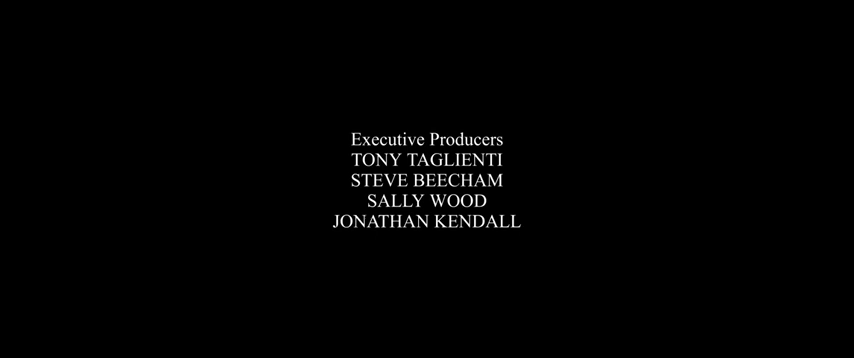 Executive Producers
TONY TAGLIENTI
STEVE BEECHAM
SALLY WOOD
JONATHAN KENDALL